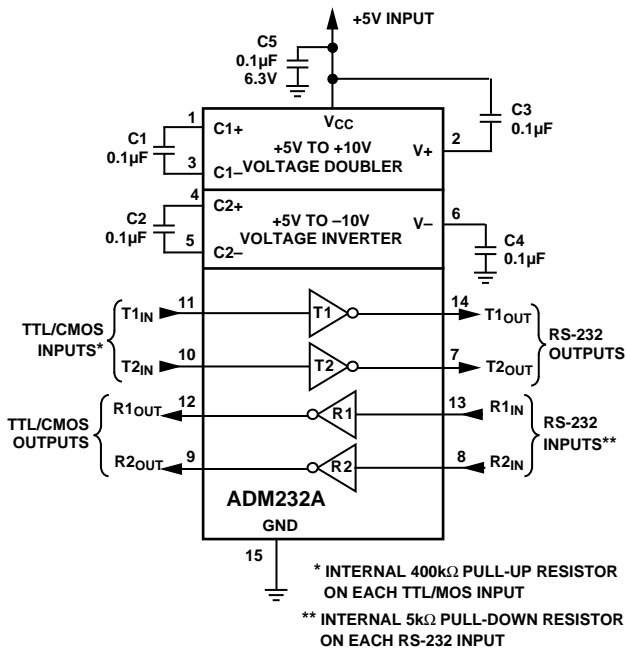 +5V INPUT
C5
0.1µF
6.3V
C3
0.1µF
VCC
1
C1+
C1
0.1µF
+5V TO +10V
VOLTAGE DOUBLER
V+
2
3
C1–
4
C2+
C2
0.1µF
+5V TO –10V
VOLTAGE INVERTER
V–
6
5
C2–
C4
0.1µF
TTL/CMOS
INPUTS*
T1IN
11
T1
14
T1OUT
T2IN
10
T2
7
T2OUT
RS-232
OUTPUTS
TTL/CMOS
OUTPUTS
R1OUT
12
R1
13
R1IN
R2OUT
9
R2
8
R2IN
RS-232
INPUTS**
ADM232A
GND
15
* INTERNAL 400kΩ PULL-UP RESISTOR
ON EACH TTL/MOS INPUT
** INTERNAL 5kΩ PULL-DOWN RESISTOR
ON EACH RS-232 INPUT